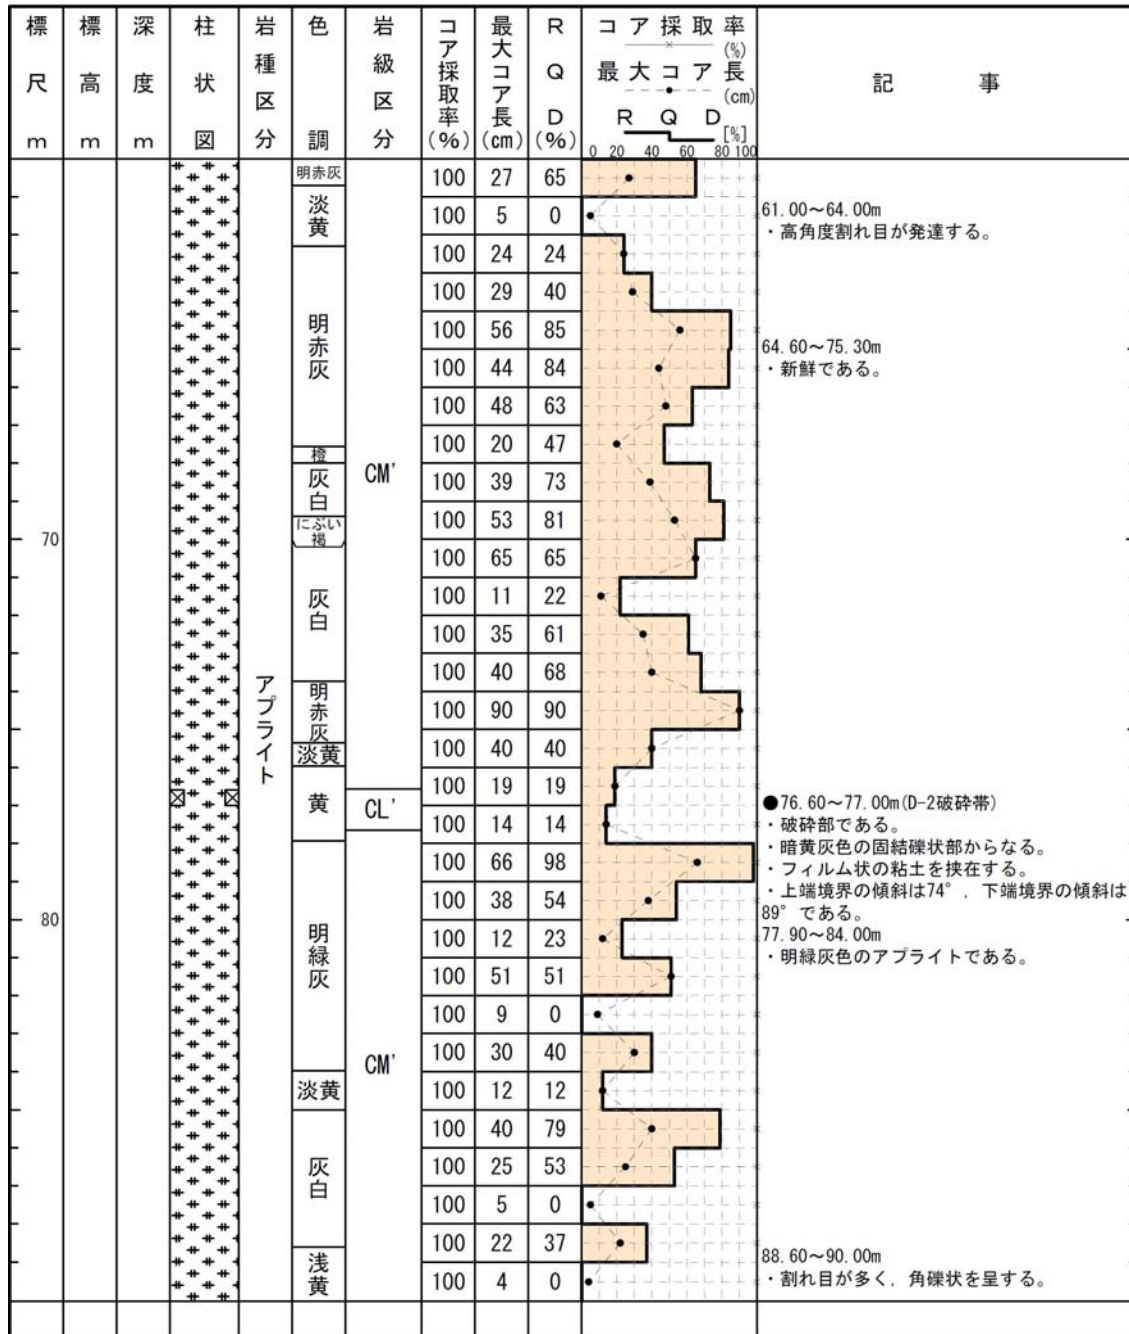 標尺 m
標高 m
深度 m
柱状図
岩種区分
色調
岩級区分
コア採取率(%)
最大コア長(cm)
RQD(%)
コア採取率
(%)
最大コア長
(cm)
RQD
[%]
0 20 40 60 80 100
記事
明赤灰
淡黄
明赤灰
橙
灰白
にぶい褐
灰白
明赤灰
淡黄
黄
明緑灰
淡黄
灰白
浅黄
アプライト
CM'
CL'
CM'
70
80
100 27 65
100 5 0
100 24 24
100 29 40
100 56 85
100 44 84
100 48 63
100 20 47
100 39 73
100 53 81
100 65 65
100 11 22
100 35 61
100 40 68
100 90 90
100 40 40
100 19 19
100 14 14
100 66 98
100 38 54
100 12 23
100 51 51
100 9 0
100 30 40
100 12 12
100 40 79
100 25 53
100 5 0
100 22 37
100 4 0
61.00～64.00m
・高角度割れ目が発達する。
64.60～75.30m
・新鮮である。
●76.60～77.00m(D-2破砕帯)
・破砕部である。
・暗黄灰色の固結礫状部からなる。
・フィルム状の粘土を挟在する。
・上端境界の傾斜は74°，下端境界の傾斜は
89°である。
77.90～84.00m
・明緑灰色のアプライトである。
88.60～90.00m
・割れ目が多く，角礫状を呈する。